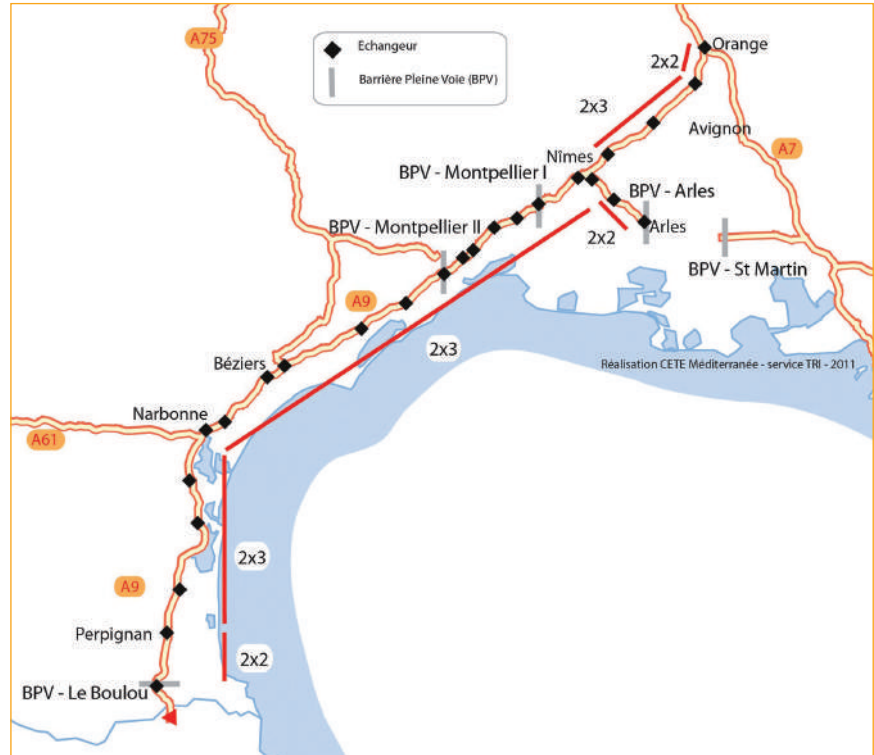 A75
Echangeur
Barrière Pleine Voie (BPV)
Orange
2x2
2x3
Avignon
A7
Nîmes
BPV - Montpellier I
BPV - Arles
Arles
BPV - Montpellier II
2x2
BPV - St Martin
A9
2x3
Réalisation CETE Méditerranée - service TRI - 2011
Béziers
Narbonne
A61
2x3
A9
Perpignan
2x2
BPV - Le Boulou